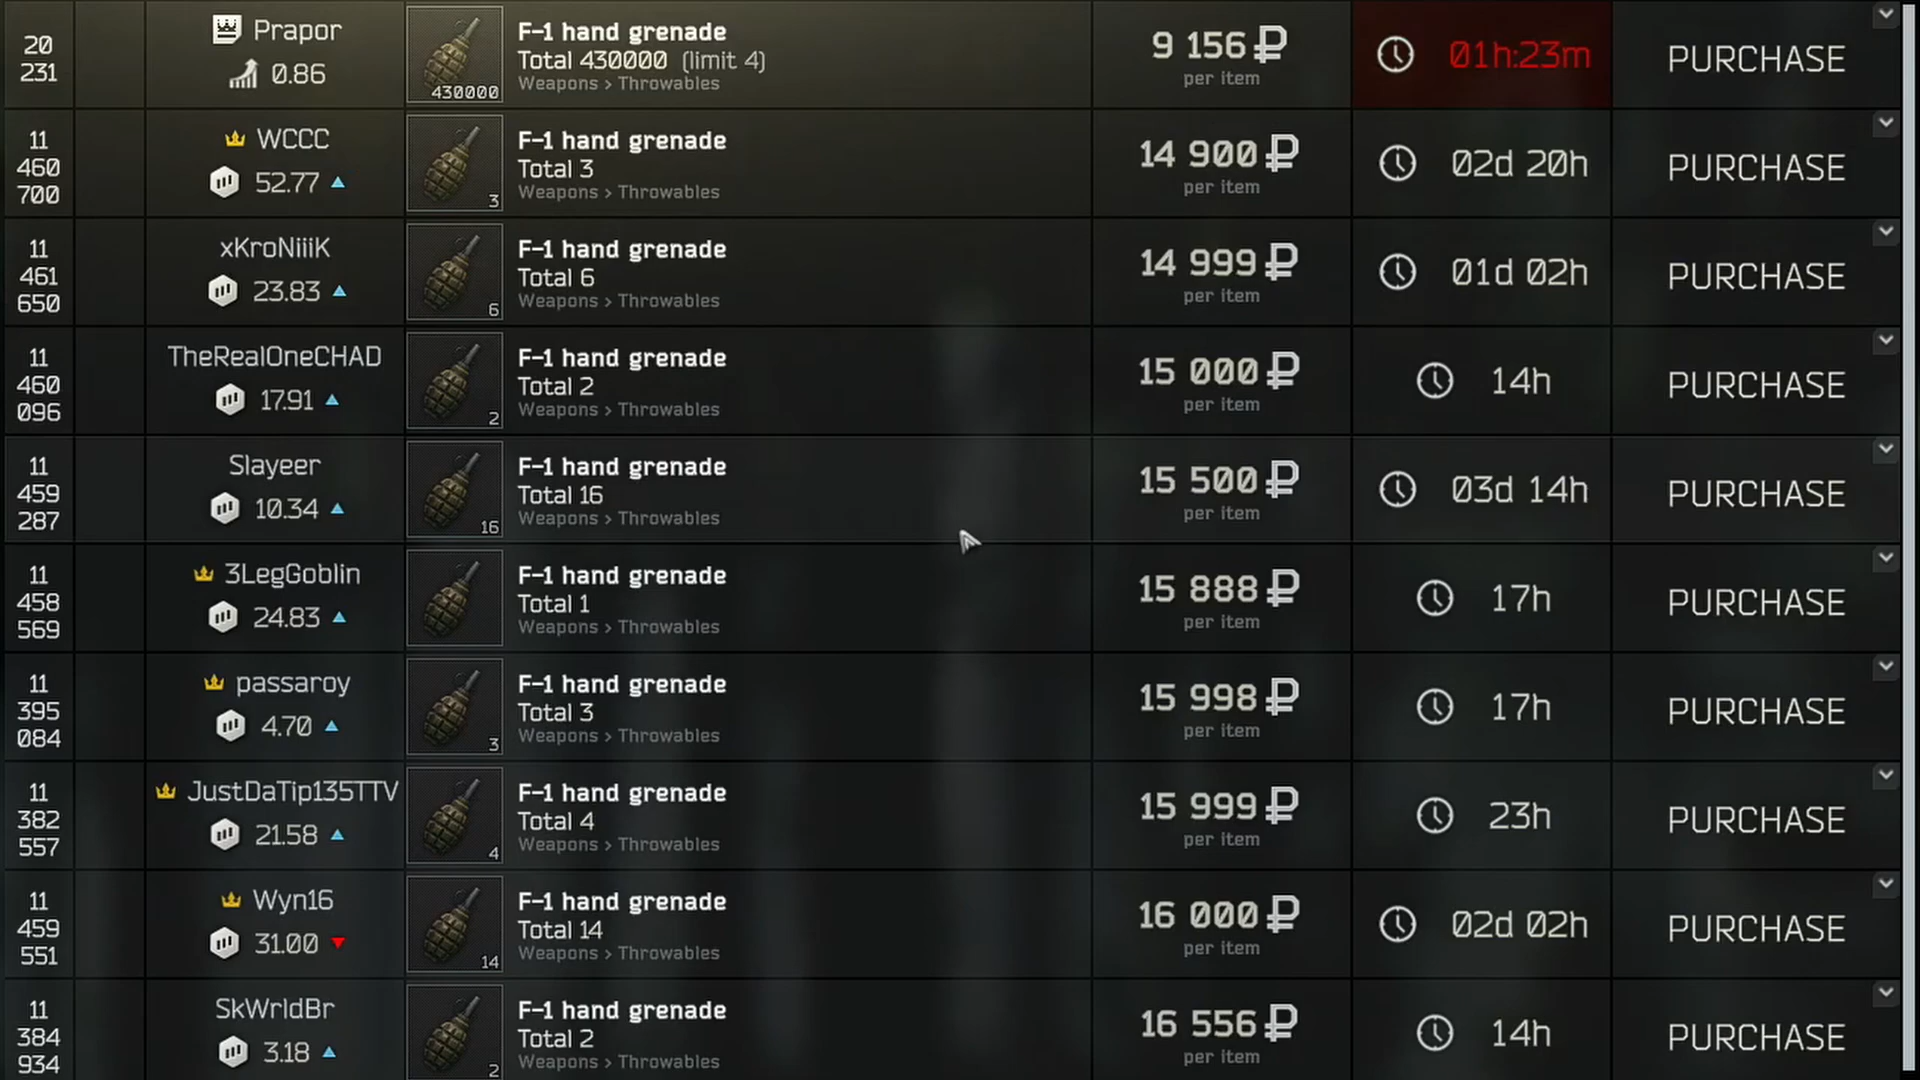 20
231
Prapor
0.86
430000
F-1 hand grenade
Total 430000 (limit 4)
Weapons > Throwables
9 156 ₽
per item
01h:23m
PURCHASE
11
460
700
WCCC
52.77
3
F-1 hand grenade
Total 3
Weapons > Throwables
14 900 ₽
per item
02d 20h
PURCHASE
11
461
650
xKroNiiiK
23.83
6
F-1 hand grenade
Total 6
Weapons > Throwables
14 999 ₽
per item
01d 02h
PURCHASE
11
460
096
TheRealOneCHAD
17.91
2
F-1 hand grenade
Total 2
Weapons > Throwables
15 000 ₽
per item
14h
PURCHASE
11
459
287
Slayeer
10.34
16
F-1 hand grenade
Total 16
Weapons > Throwables
15 500 ₽
per item
03d 14h
PURCHASE
11
458
569
3LegGoblin
24.83
F-1 hand grenade
Total 1
Weapons > Throwables
15 888 ₽
per item
17h
PURCHASE
11
395
084
passaroy
4.70
3
F-1 hand grenade
Total 3
Weapons > Throwables
15 998 ₽
per item
17h
PURCHASE
11
382
557
JustDaTip135TTV
21.58
4
F-1 hand grenade
Total 4
Weapons > Throwables
15 999 ₽
per item
23h
PURCHASE
11
459
551
Wyn16
31.00
14
F-1 hand grenade
Total 14
Weapons > Throwables
16 000 ₽
per item
02d 02h
PURCHASE
11
384
934
SkWrldBr
3.18
2
F-1 hand grenade
Total 2
Weapons > Throwables
16 556 ₽
per item
14h
PURCHASE